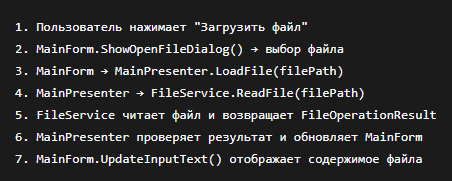 1. Пользователь нажимает "Загрузить файл"
2. MainForm.ShowOpenFileDialog() → выбор файла
3. MainForm → MainPresenter.LoadFile(filePath)
4. MainPresenter → FileService.ReadFile(filePath)
5. FileService читает файл и возвращает FileOperationResult
6. MainPresenter проверяет результат и обновляет MainForm
7. MainForm.UpdateInputText() отображает содержимое файла